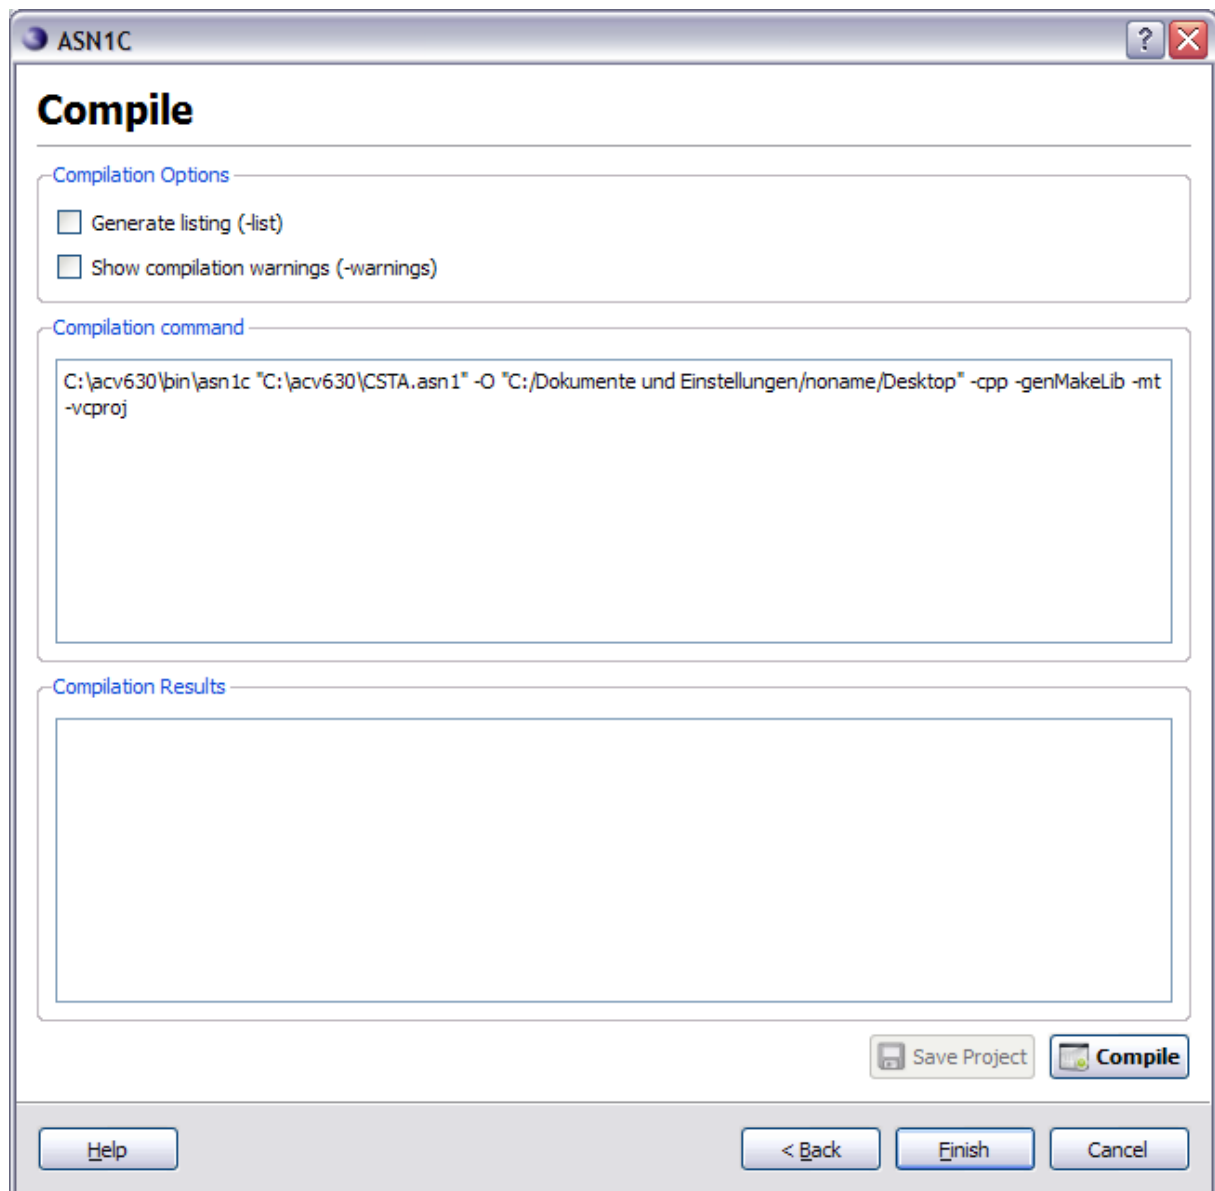 ASN1C
Compile
Compilation Options
Generate listing (-list)
Show compilation warnings (-warnings)
Compilation command
C:\acv630\bin\asn1c "C:\acv630\CSTA.asn1" -O "C:/Dokumente und Einstellungen/noname/Desktop" -cpp -genMakeLib -mt
-vcproj
Compilation Results
Save Project
Compile
Help
< Back
Finish
Cancel